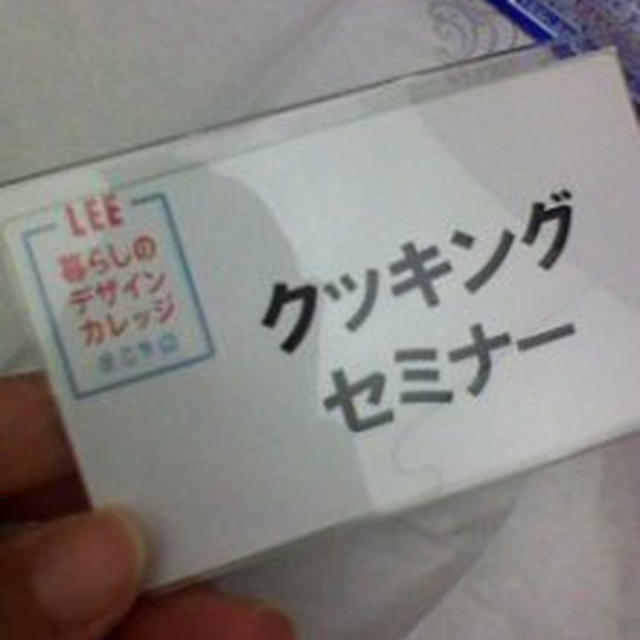 LEE
暮らしの
デザイン
カレッジ
クッキング
セミナー